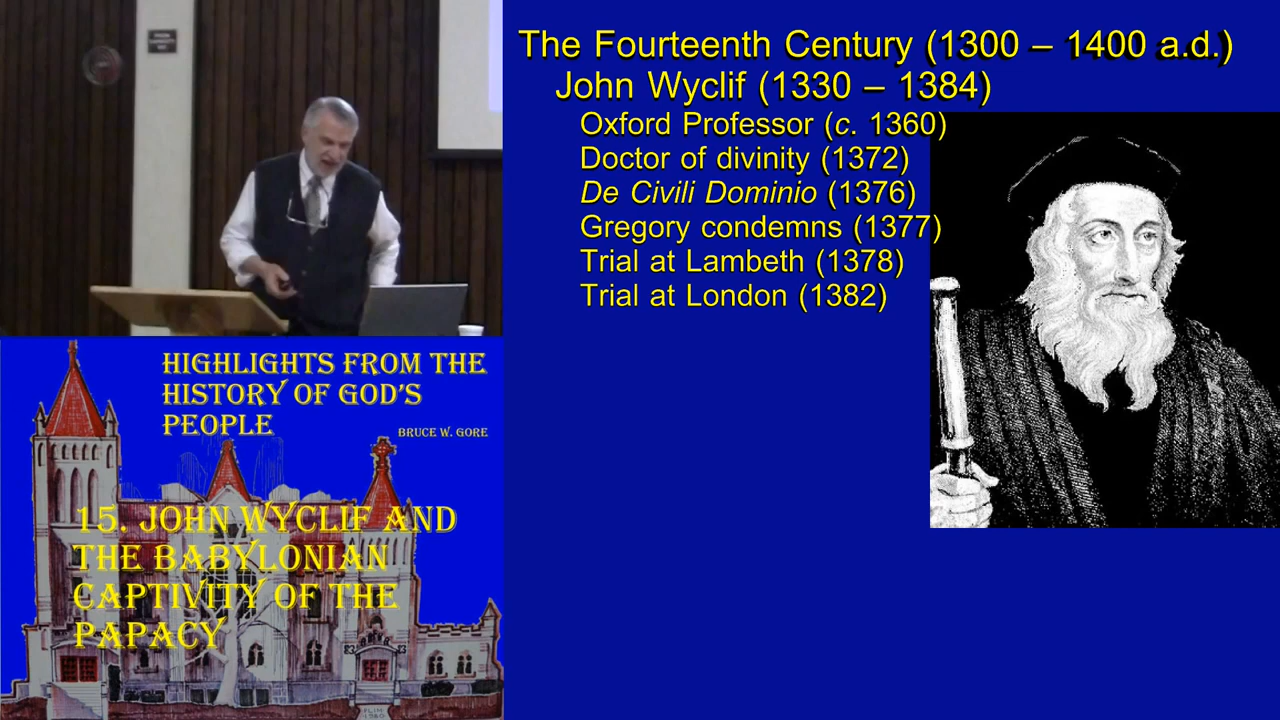 The Fourteenth Century (1300 – 1400 a.d.)
John Wyclif (1330 – 1384)
Oxford Professor (c. 1360)
Doctor of divinity (1372)
De Civili Dominio (1376)
Gregory condemns (1377)
Trial at Lambeth (1378)
Trial at London (1382)
HIGHLIGHTS FROM THE
HISTORY OF GOD'S
PEOPLE
BRUCE W. GORE
15. JOHN WYCLIF AND
THE BABYLONIAN
CAPTIVITY OF THE
PAPACY